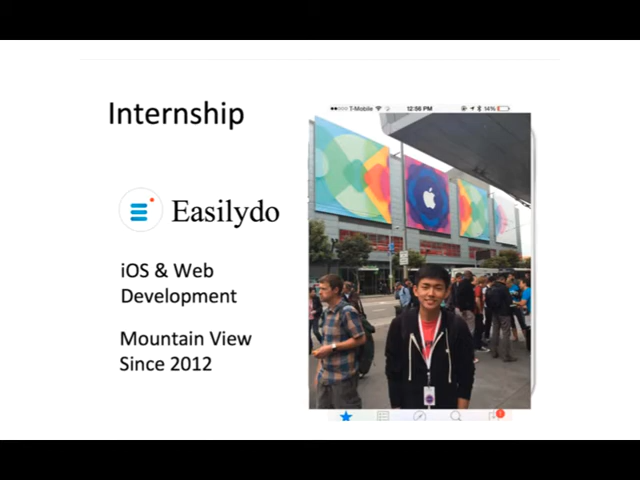 Internship
T-Mobile 12:56 PM 14%
Easilydo
iOS & Web
Development
Mountain View
Since 2012